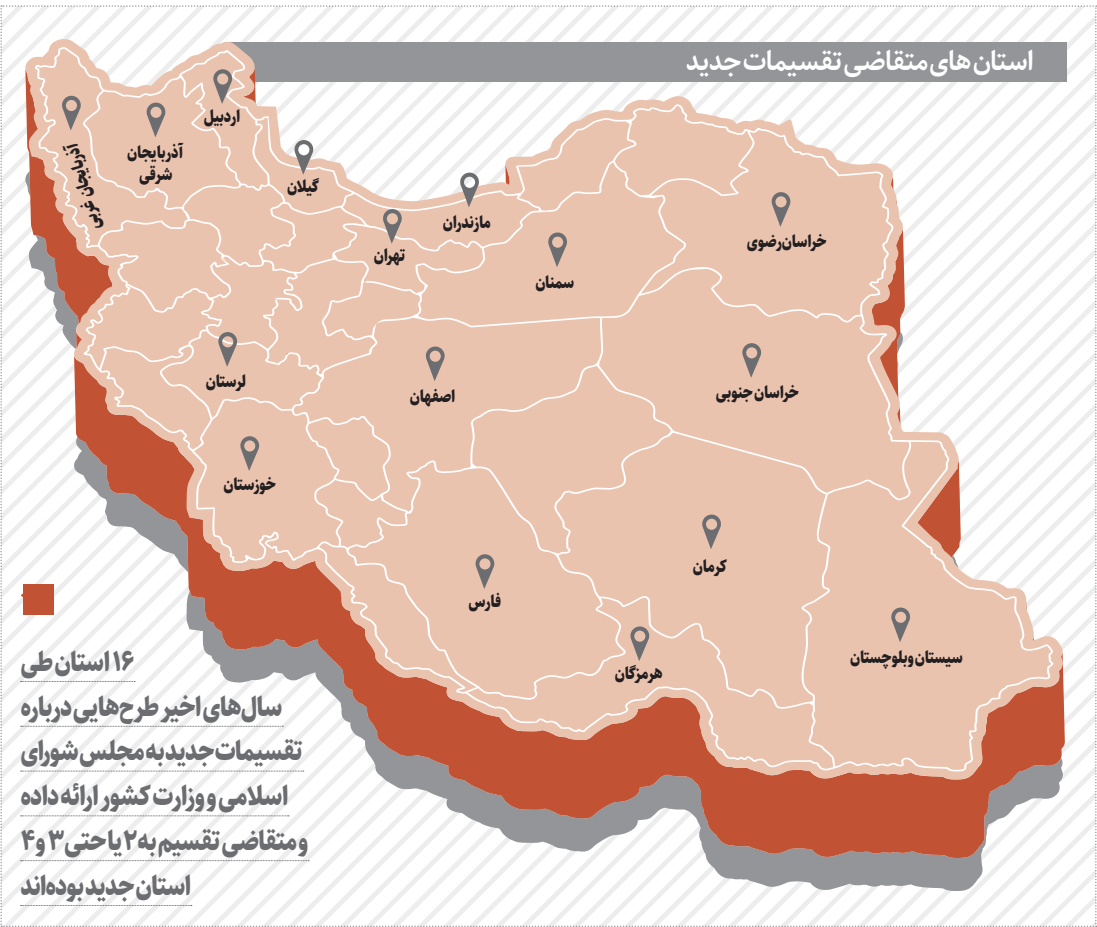 استان های متقاضی تقسیمات جدید
اردبیل
آذربایجان
شرقی
آذربایجان غربی
گیلان
مازندران
تهران
سمنان
خراسان رضوی
لرستان
اصفهان
خراسان جنوبی
خوزستان
کرمان
فارس
هرمزگان
سیستان و بلوچستان
۱۶ استان طی
سال‌های اخیر طرح‌هایی درباره
تقسیمات جدید به مجلس شورای
اسلامی و وزارت کشور ارائه داده
و متقاضی تقسیم به ۲ یا حتی ۳ و ۴
استان جدید بوده‌اند